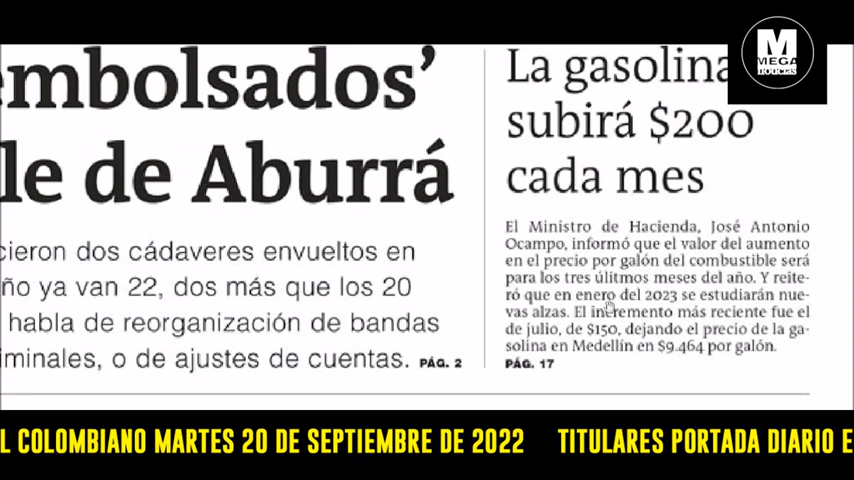 M
MEGA
noticias
embolsados’
le de Aburrá
cieron dos cádaveres envueltos en
ño ya van 22, dos más que los 20
habla de reorganización de bandas
iminales, o de ajustes de cuentas. PÁG. 2
La gasolina
subirá $200
cada mes
El Ministro de Hacienda, José Antonio
Ocampo, informó que el valor del aumento
en el precio por galón del combustible será
para los tres úlitmos meses del año. Y reite-
ró que en enero del 2023 se estudiarán nue-
vas alzas. El incremento más reciente fue el
de julio, de $150, dejando el precio de la ga-
solina en Medellín en $9.464 por galón.
PÁG. 17
L COLOMBIANO MARTES 20 DE SEPTIEMBRE DE 2022 TITULARES PORTADA DIARIO E